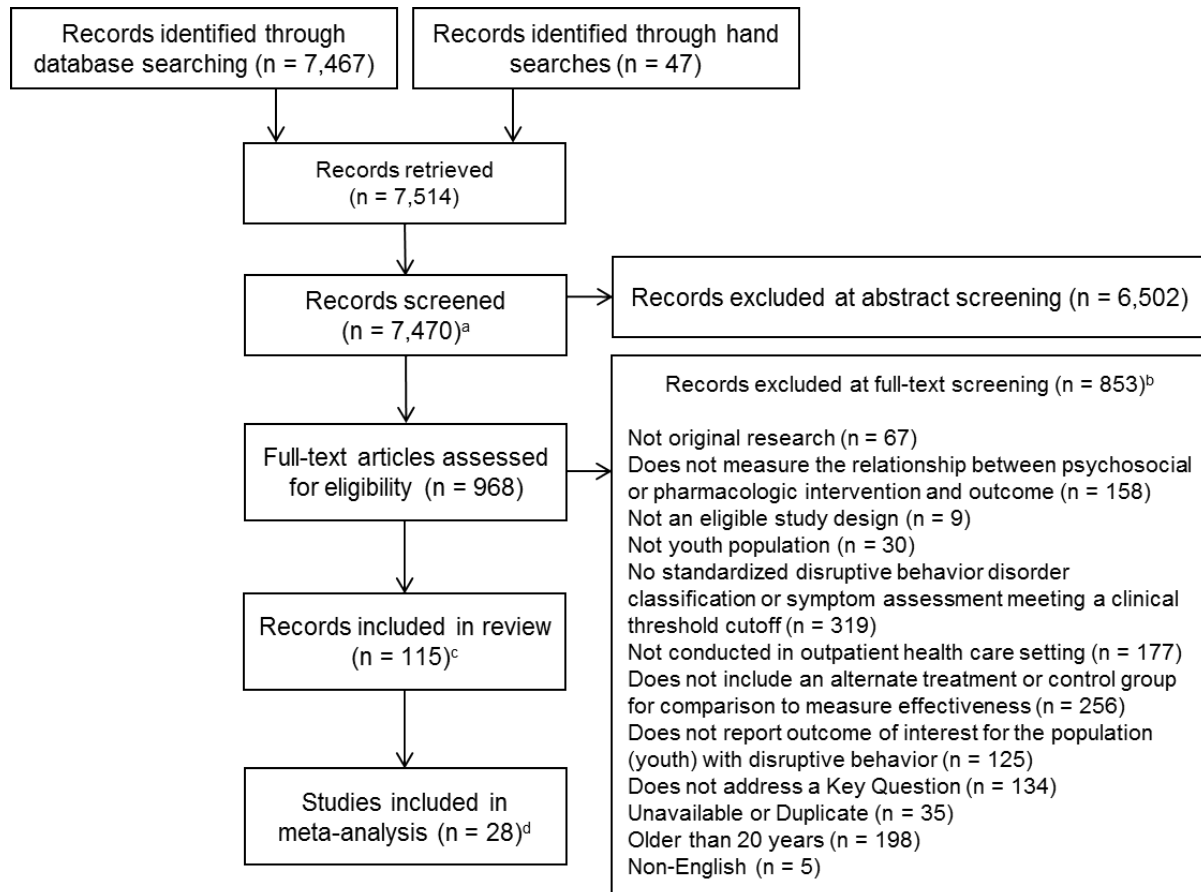 Records identified through
database searching (n = 7,467)
Records identified through hand
searches (n = 47)
Records retrieved
(n = 7,514)
Records screened
(n = 7,470)a
Records excluded at abstract screening (n = 6,502)
Full-text articles assessed
for eligibility (n = 968)
Records excluded at full-text screening (n = 853)b
Not original research (n = 67)
Does not measure the relationship between psychosocial
or pharmacologic intervention and outcome (n = 158)
Not an eligible study design (n = 9)
Not youth population (n = 30)
No standardized disruptive behavior disorder
classification or symptom assessment meeting a clinical
threshold cutoff (n = 319)
Not conducted in outpatient health care setting (n = 177)
Does not include an alternate treatment or control group
for comparison to measure effectiveness (n = 256)
Does not report outcome of interest for the population
(youth) with disruptive behavior (n = 125)
Does not address a Key Question (n = 134)
Unavailable or Duplicate (n = 35)
Older than 20 years (n = 198)
Non-English (n = 5)
Records included in review
(n = 115)c
Studies included in
meta-analysis (n = 28)d